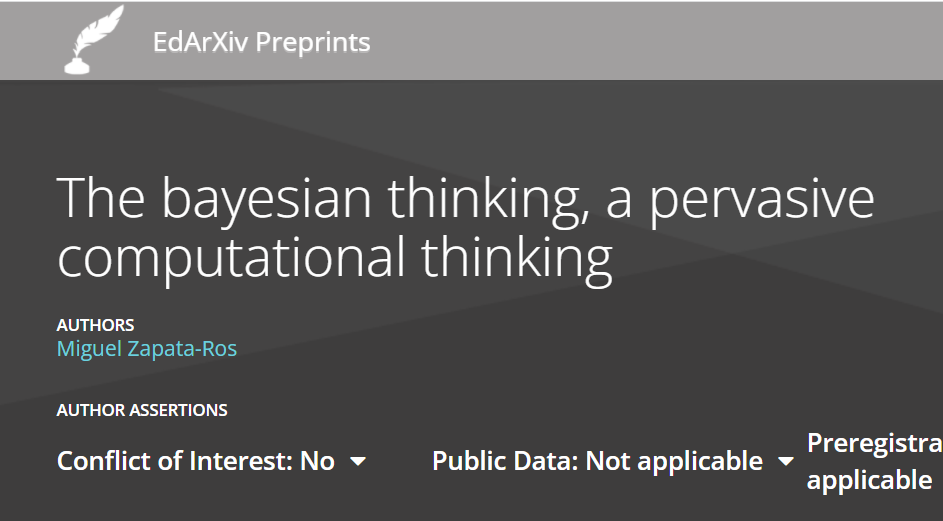 EdArXiv Preprints
The bayesian thinking, a pervasive
computational thinking
AUTHORS
Miguel Zapata-Ros
AUTHOR ASSERTIONS
Conflict of Interest: No
Public Data: Not applicable
Preregistra
applicable